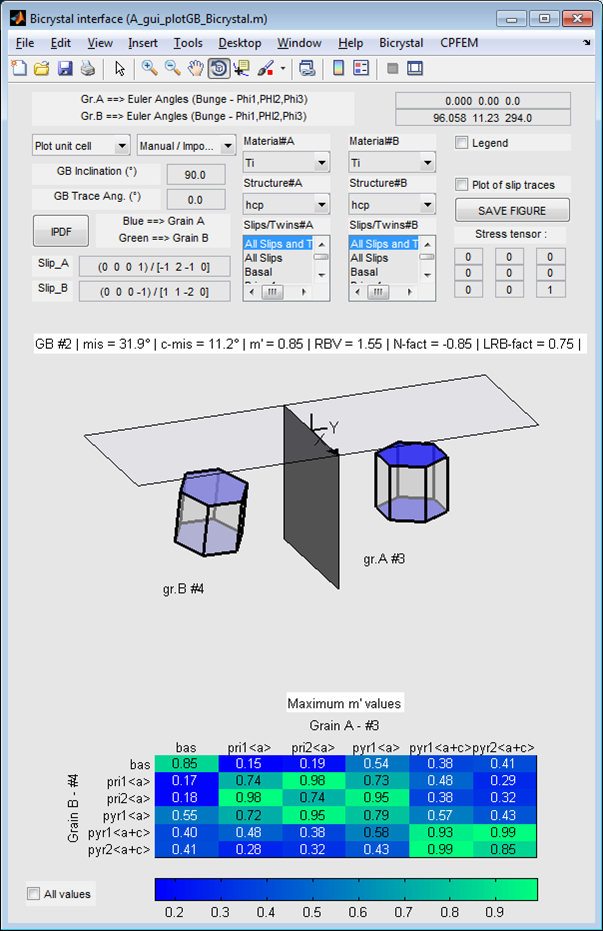 Bicrystal interface (A_gui_plotGB_Bicrystal.m)
File Edit View Insert Tools Desktop Window Help Bicrystal CPFEM
Gr.A ==> Euler Angles (Bunge - Phi1,PHI2,Phi3)
Gr.B ==> Euler Angles (Bunge - Phi1,PHI2,Phi3)
0.000 0.00 0.0
96.058 11.23 294.0
Plot unit cell
Manual / Impo...
Material#A
Material#B
Legend
Ti
Ti
GB Inclination (°)
90.0
Structure#A
Structure#B
Plot of slip traces
GB Trace Ang. (°)
0.0
hcp
hcp
SAVE FIGURE
IPDF
Blue ==> Grain A
Green ==> Grain B
Slips/Twins#A
Slips/Twins#B
Stress tensor :
All Slips and T
All Slips
Basal
All Slips and T
All Slips
Basal
0 0 0
0 0 0
0 0 1
Slip_A
(0 0 0 1) / [-1 2 -1 0]
Slip_B
(0 0 0 -1) / [1 1 -2 0]
GB #2 | mis = 31.9° | c-mis = 11.2° | m' = 0.85 | RBV = 1.55 | N-fact = -0.85 | LRB-fact = 0.75 |
Y
X
gr.A #3
gr.B #4
Maximum m' values
Grain A - #3
bas pri1<a> pri2<a> pyr1<a> pyr1<a+c> pyr2<a+c>
Grain B - #4
bas 0.85 0.15 0.19 0.54 0.38 0.41
pri1<a> 0.17 0.74 0.98 0.73 0.48 0.29
pri2<a> 0.18 0.98 0.74 0.95 0.38 0.32
pyr1<a> 0.55 0.72 0.95 0.79 0.57 0.43
pyr1<a+c> 0.40 0.48 0.38 0.58 0.93 0.99
pyr2<a+c> 0.41 0.28 0.32 0.43 0.99 0.85
All values
0.2 0.3 0.4 0.5 0.6 0.7 0.8 0.9